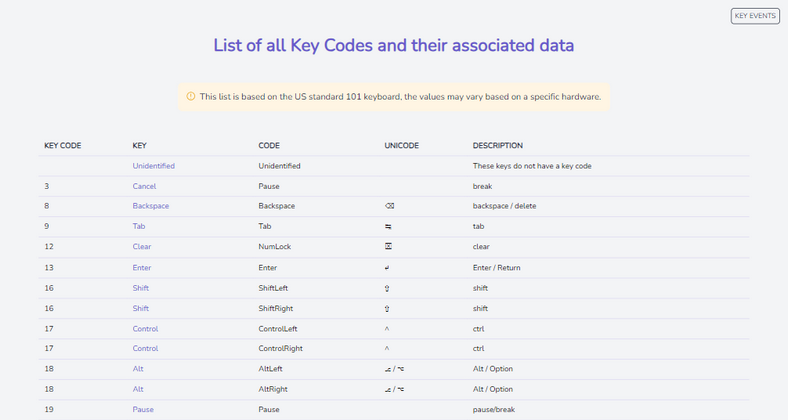 KEY EVENTS
List of all Key Codes and their associated data
This list is based on the US standard 101 keyboard, the values may vary based on a specific hardware.
KEY CODE KEY CODE UNICODE DESCRIPTION
Unidentified Unidentified These keys do not have a key code
3 Cancel Pause break
8 Backspace Backspace ⌫ backspace / delete
9 Tab Tab ↹ tab
12 Clear NumLock ⌧ clear
13 Enter Enter ↵ Enter / Return
16 Shift ShiftLeft ⇧ shift
16 Shift ShiftRight ⇧ shift
17 Control ControlLeft ^ ctrl
17 Control ControlRight ^ ctrl
18 Alt AltLeft ⎇ / ⌥ Alt / Option
18 Alt AltRight ⎇ / ⌥ Alt / Option
19 Pause Pause pause/break